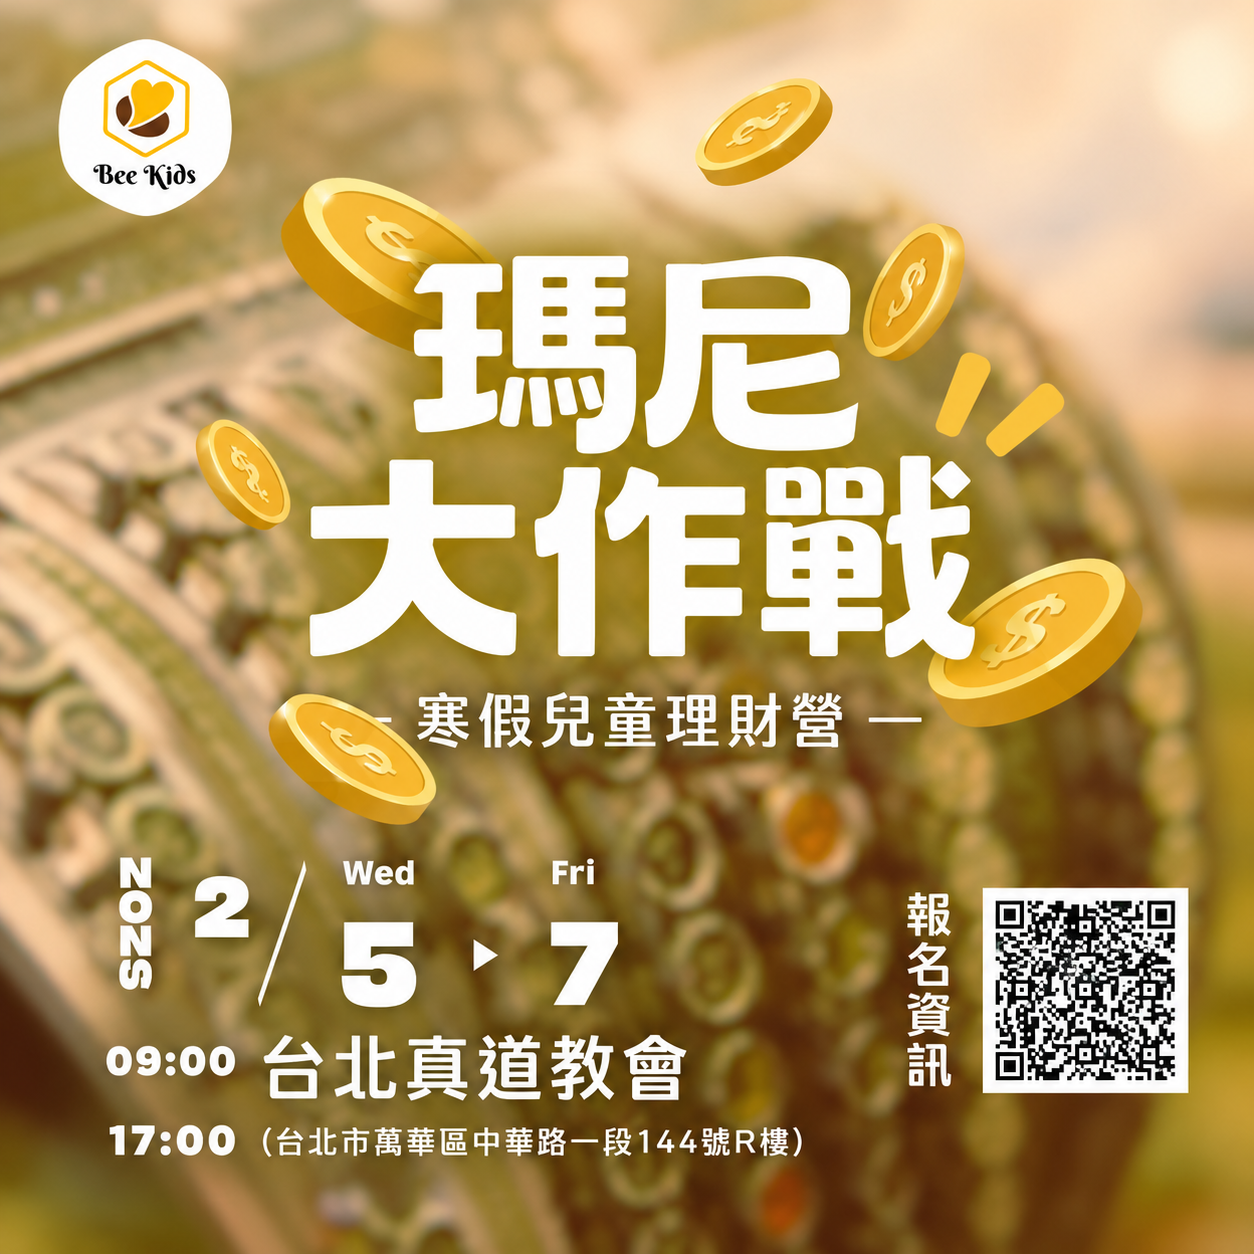 Bee Kids
瑪尼
大作戰
寒假兒童理財營
2025
2/
Wed
5
▸
Fri
7
09:00
17:00
台北真道教會
(台北市萬華區中華路一段144號R樓)
報名資訊